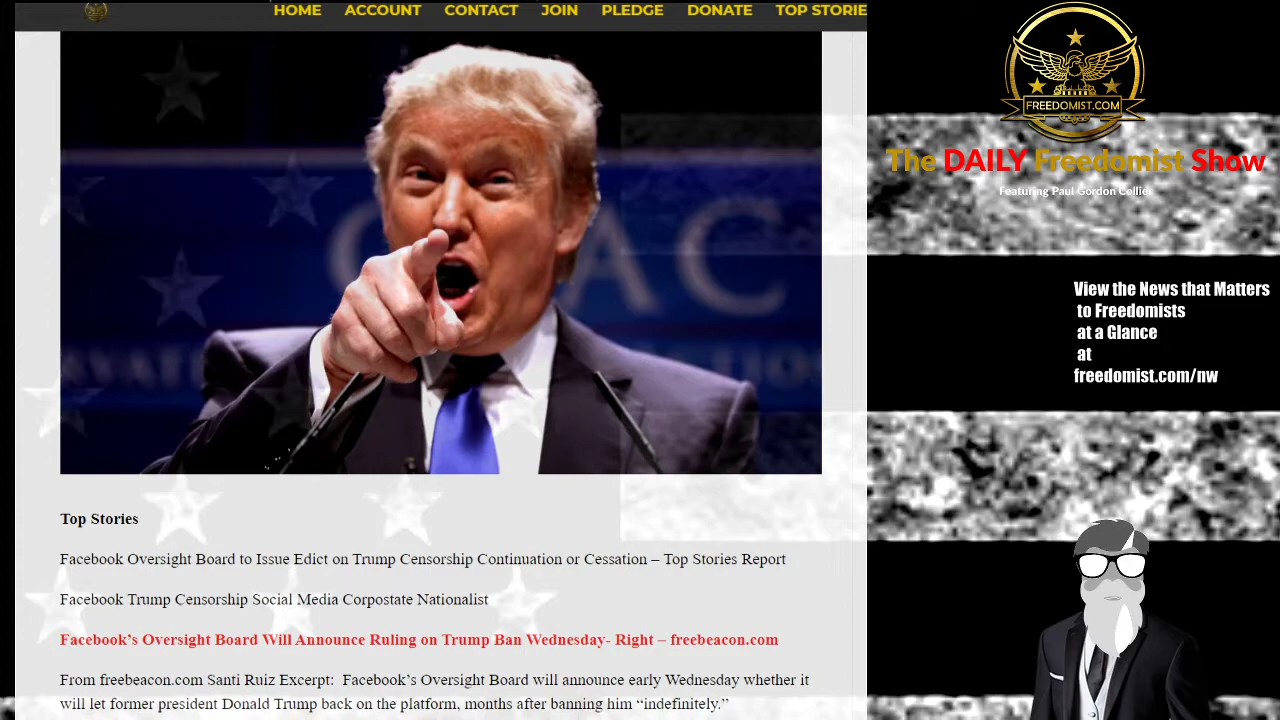 HOME ACCOUNT CONTACT JOIN PLEDGE DONATE TOP STORIE
FREEDOMIST.COM
The DAILY Freedomist Show
Featuring Paul Gordon Collier
View the News that Matters
to Freedomists
at a Glance
at
freedomist.com/nw
Top Stories
Facebook Oversight Board to Issue Edict on Trump Censorship Continuation or Cessation – Top Stories Report
Facebook Trump Censorship Social Media Corpostate Nationalist
Facebook’s Oversight Board Will Announce Ruling on Trump Ban Wednesday- Right – freebeacon.com
From freebeacon.com Santi Ruiz Excerpt:  Facebook’s Oversight Board will announce early Wednesday whether it
will let former president Donald Trump back on the platform, months after banning him “indefinitely.”